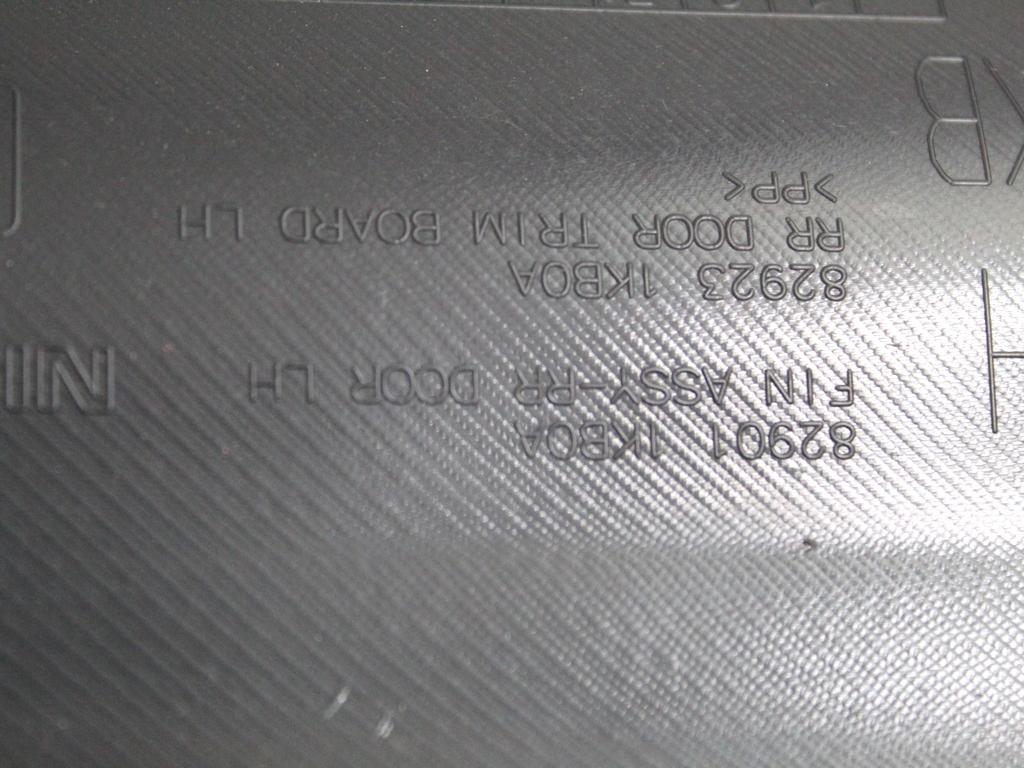 82901 1KB0A
FIN ASSY-RR DOOR LH
82923 1KB0A
RR DOOR TRIM BOARD LH
>PP<